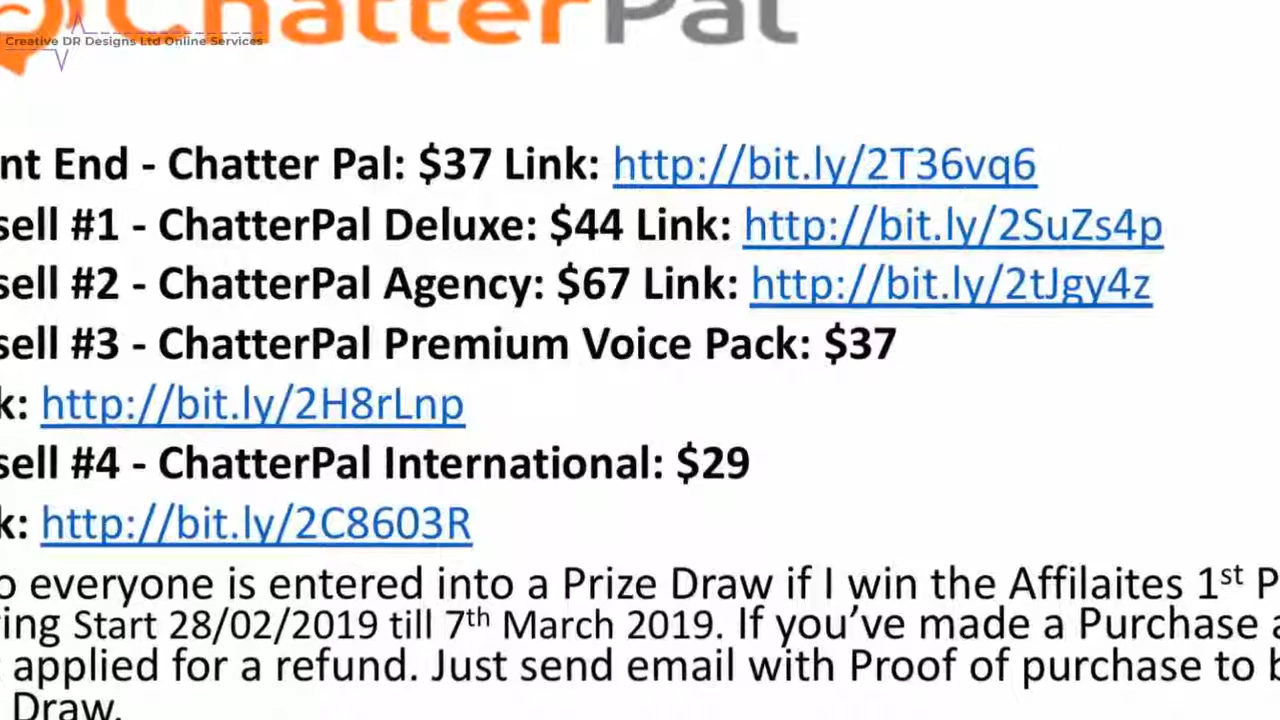 ChatterPal
Creative DR Designs Ltd Online Services
nt End - Chatter Pal: $37 Link: http://bit.ly/2T36vq6
sell #1 - ChatterPal Deluxe: $44 Link: http://bit.ly/2SuZs4p
sell #2 - ChatterPal Agency: $67 Link: http://bit.ly/2tJgy4z
sell #3 - ChatterPal Premium Voice Pack: $37
k: http://bit.ly/2H8rLnp
sell #4 - ChatterPal International: $29
k: http://bit.ly/2C8603R
o everyone is entered into a Prize Draw if I win the Affilaites 1st P
ing Start 28/02/2019 till 7th March 2019. If you’ve made a Purchase a
applied for a refund. Just send email with Proof of purchase to b
Draw.